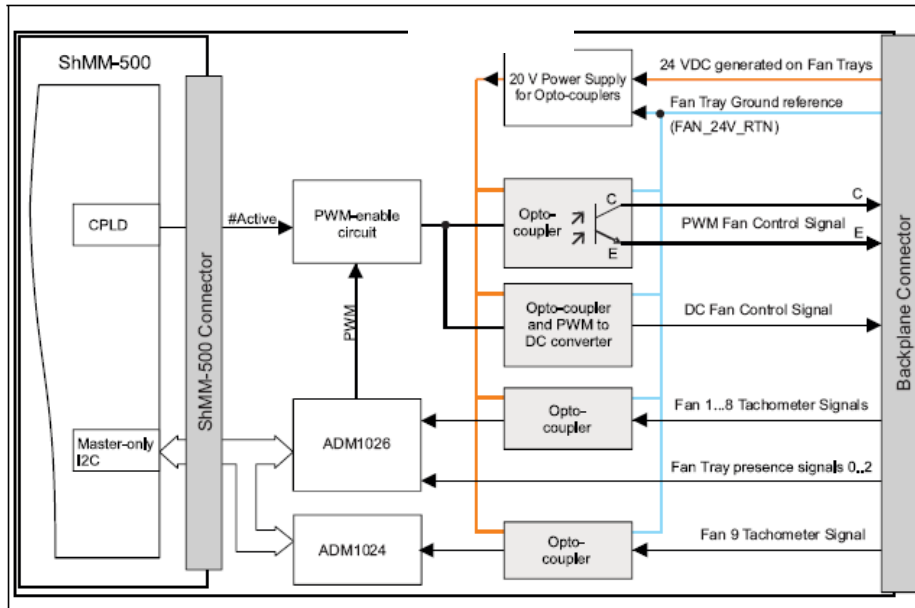 ShMM-500
20 V Power Supply
for Opto-couplers
24 VDC generated on Fan Trays
Fan Tray Ground reference
(FAN_24V_RTN)
CPLD
#Active
PWM-enable
circuit
Opto-
coupler
C
E
C
PWM Fan Control Signal
E
ShMM-500 Connector
Backplane Connector
PWM
Opto-coupler
and PWM to
DC converter
DC Fan Control Signal
Master-only
I2C
ADM1026
Opto-
coupler
Fan 1...8 Tachometer Signals
Fan Tray presence signals 0..2
ADM1024
Opto-
coupler
Fan 9 Tachometer Signal